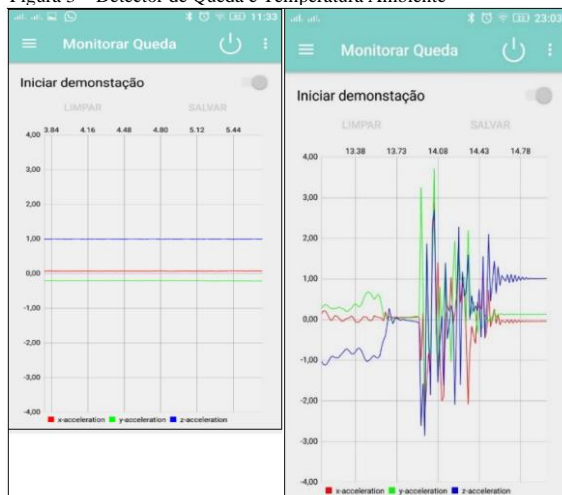 Figura 3 – Detector de Queda e Temperatura Ambiente
11:33
Monitorar Queda
Iniciar demonstação
LIMPAR SALVAR
3.84 4.16 4.48 4.80 5.12 5.44
4,00
3,00
2,00
1,00
0,00
-1,00
-2,00
-3,00
-4,00
x-acceleration y-acceleration z-acceleration
23:03
Monitorar Queda
Iniciar demonstação
LIMPAR SALVAR
13.38 13.73 14.08 14.43 14.78
4,00
3,00
2,00
1,00
0,00
-1,00
-2,00
-3,00
-4,00
x-acceleration y-acceleration z-acceleration